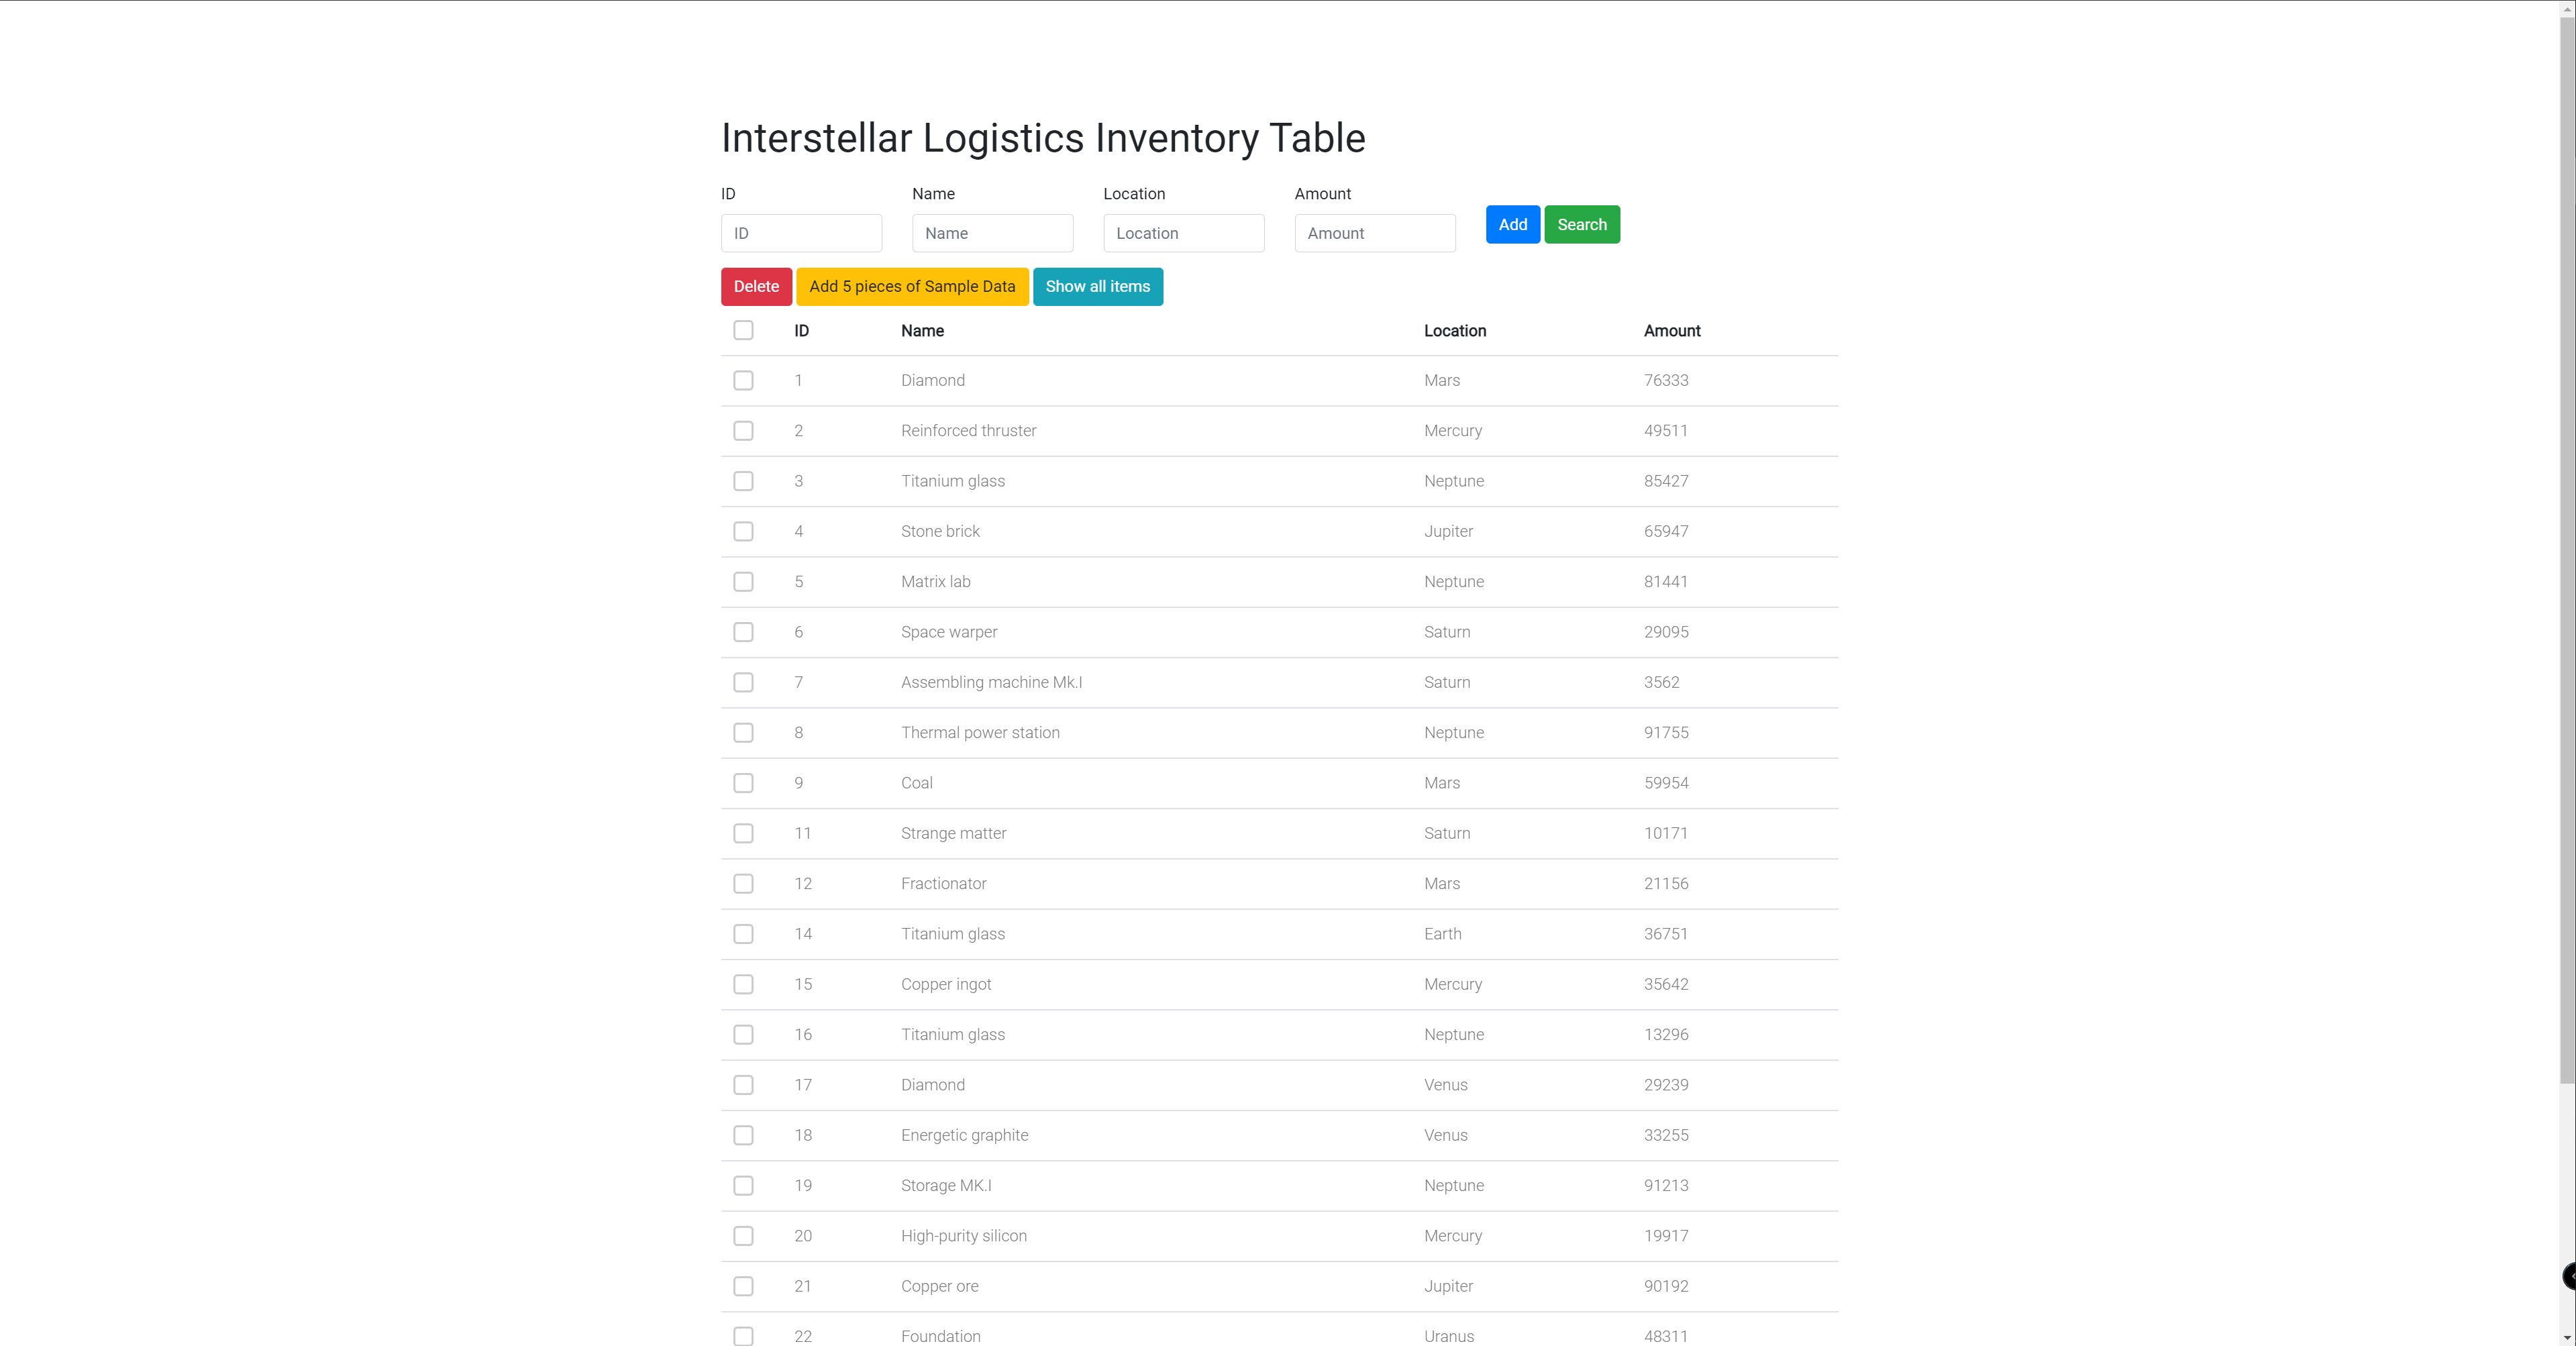 Interstellar Logistics Inventory Table
ID Name Location Amount
ID Name Location Amount Add Search
Delete Add 5 pieces of Sample Data Show all items
ID Name Location Amount
1 Diamond Mars 76333
2 Reinforced thruster Mercury 49511
3 Titanium glass Neptune 85427
4 Stone brick Jupiter 65947
5 Matrix lab Neptune 81441
6 Space warper Saturn 29095
7 Assembling machine Mk.I Saturn 3562
8 Thermal power station Neptune 91755
9 Coal Mars 59954
11 Strange matter Saturn 10171
12 Fractionator Mars 21156
14 Titanium glass Earth 36751
15 Copper ingot Mercury 35642
16 Titanium glass Neptune 13296
17 Diamond Venus 29239
18 Energetic graphite Venus 33255
19 Storage MK.I Neptune 91213
20 High-purity silicon Mercury 19917
21 Copper ore Jupiter 90192
22 Foundation Uranus 48311